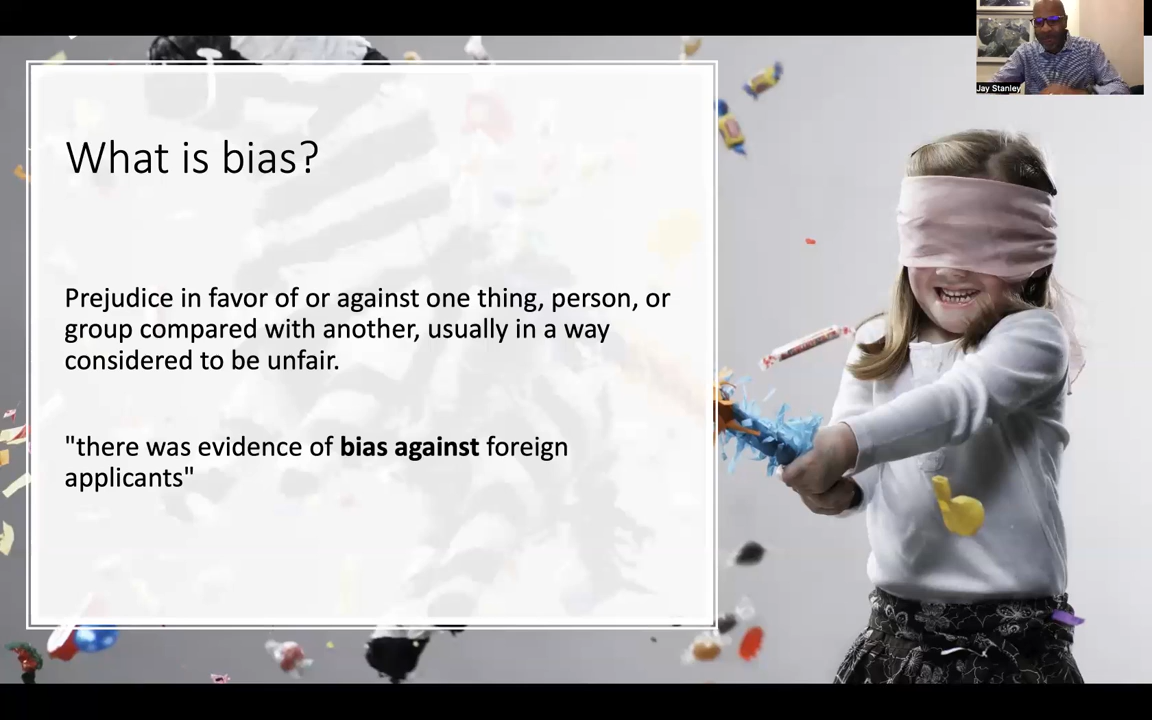 Jay Stanley
What is bias?
Prejudice in favor of or against one thing, person, or
group compared with another, usually in a way
considered to be unfair.
"there was evidence of bias against foreign
applicants"